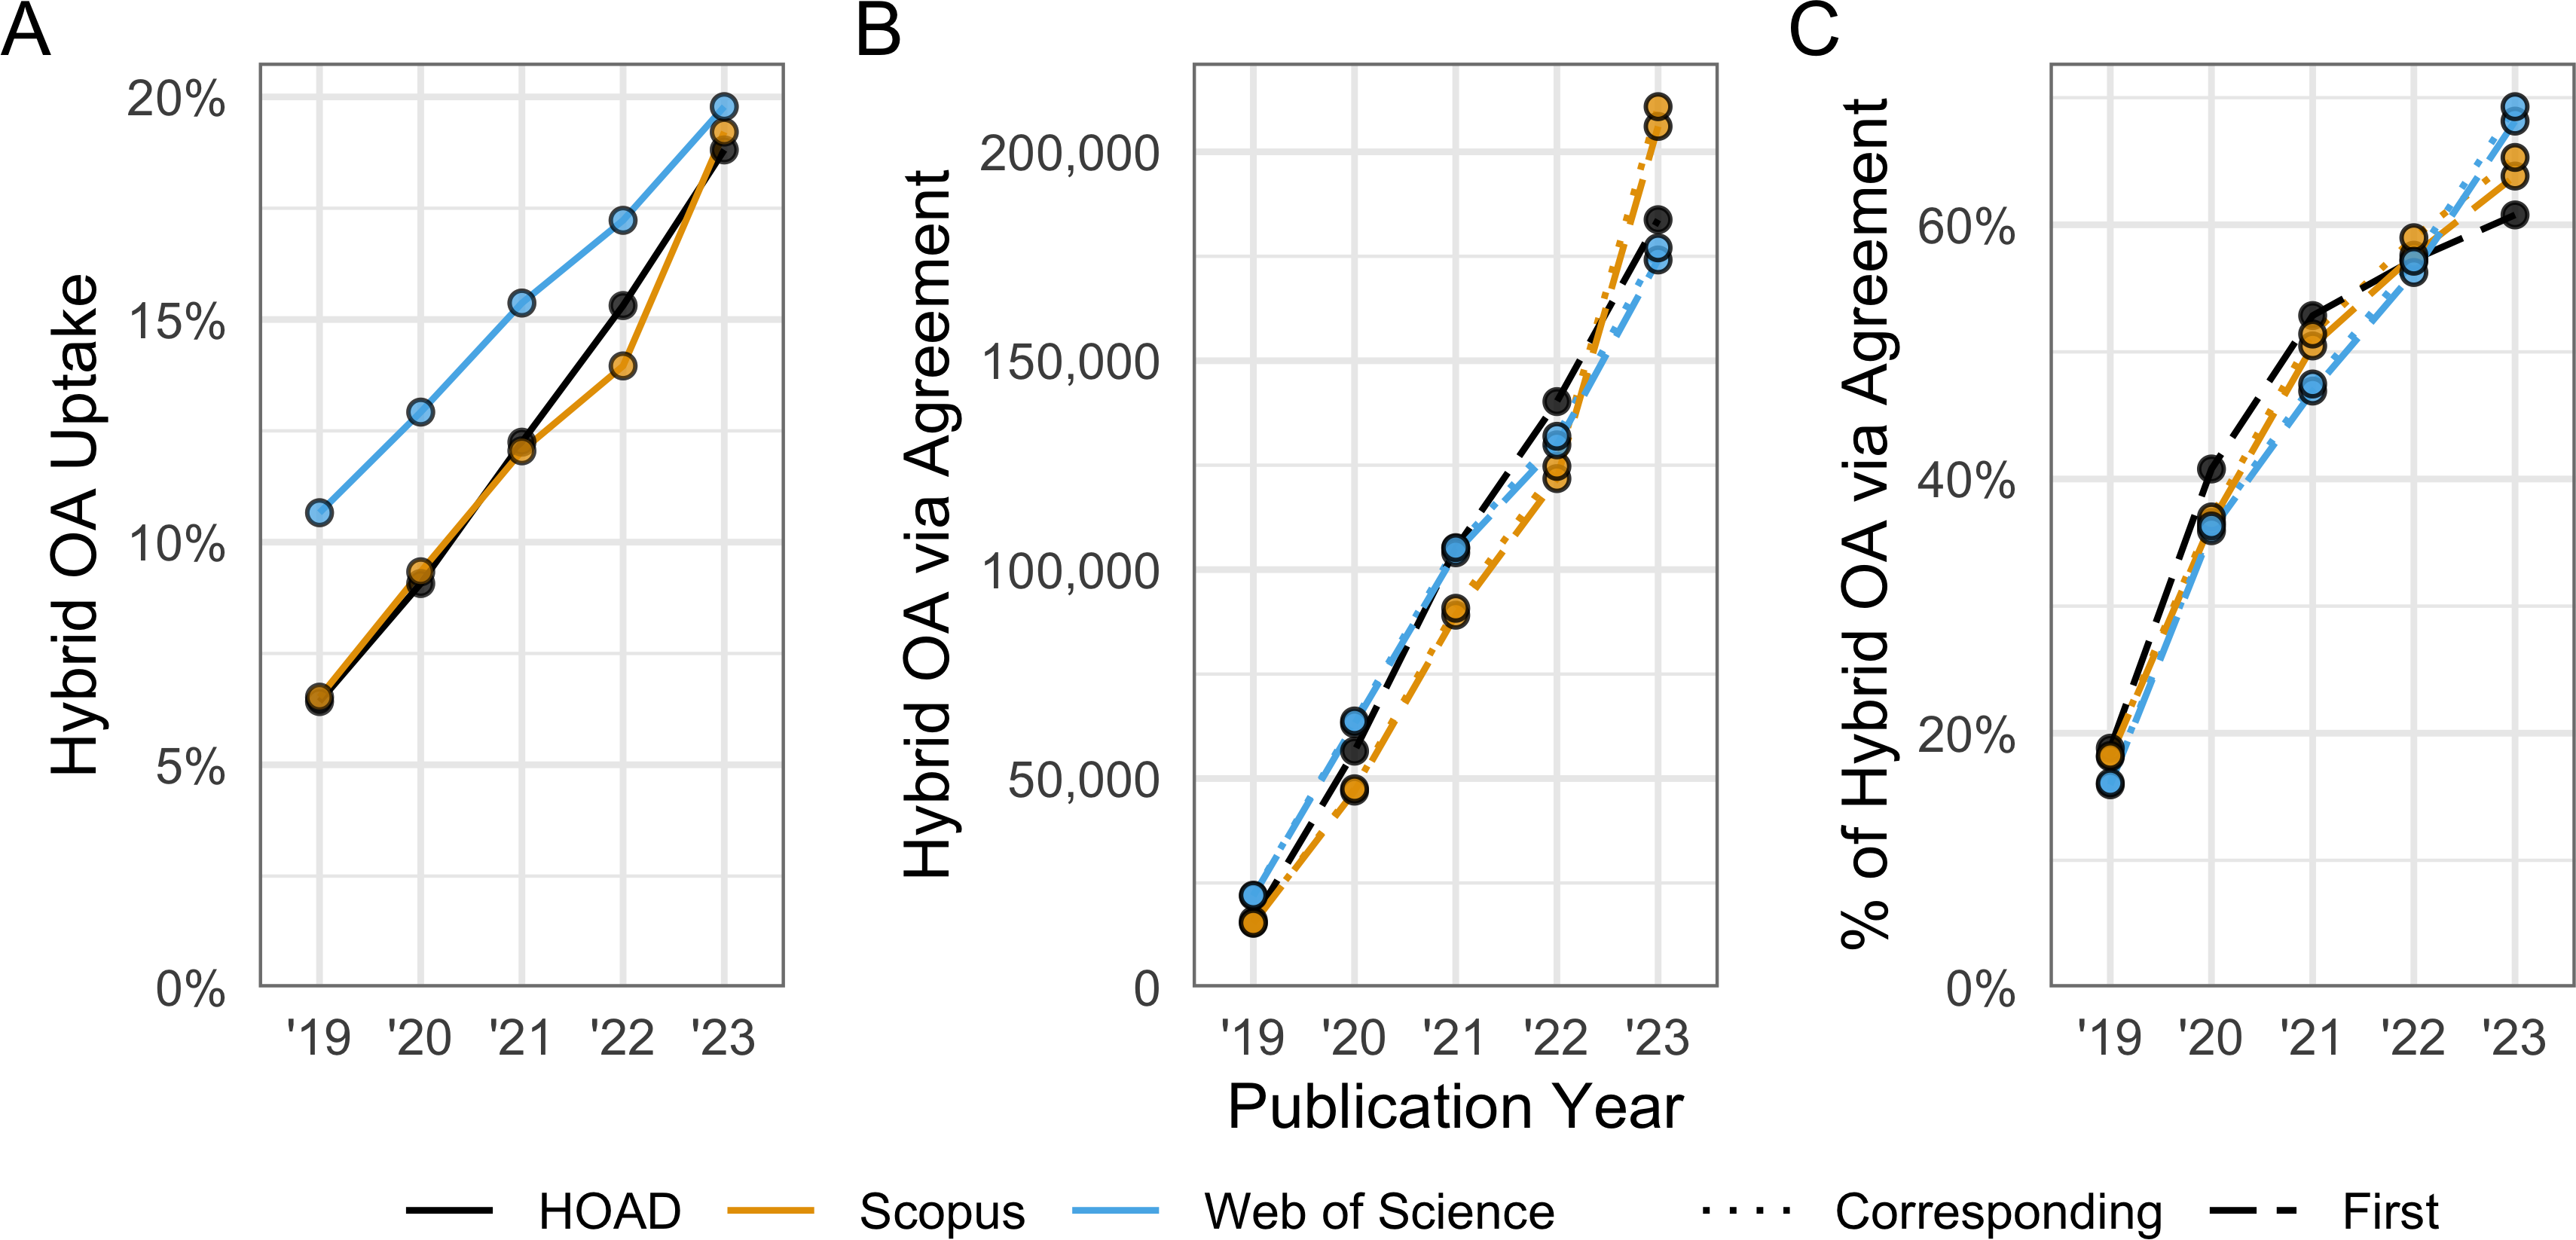 A
Hybrid OA Uptake
20%
15%
10%
5%
0%
'19 '20 '21 '22 '23
B
Hybrid OA via Agreement
200,000
150,000
100,000
50,000
0
'19 '20 '21 '22 '23
C
% of Hybrid OA via Agreement
60%
40%
20%
0%
'19 '20 '21 '22 '23
Publication Year
HOAD Scopus Web of Science Corresponding First